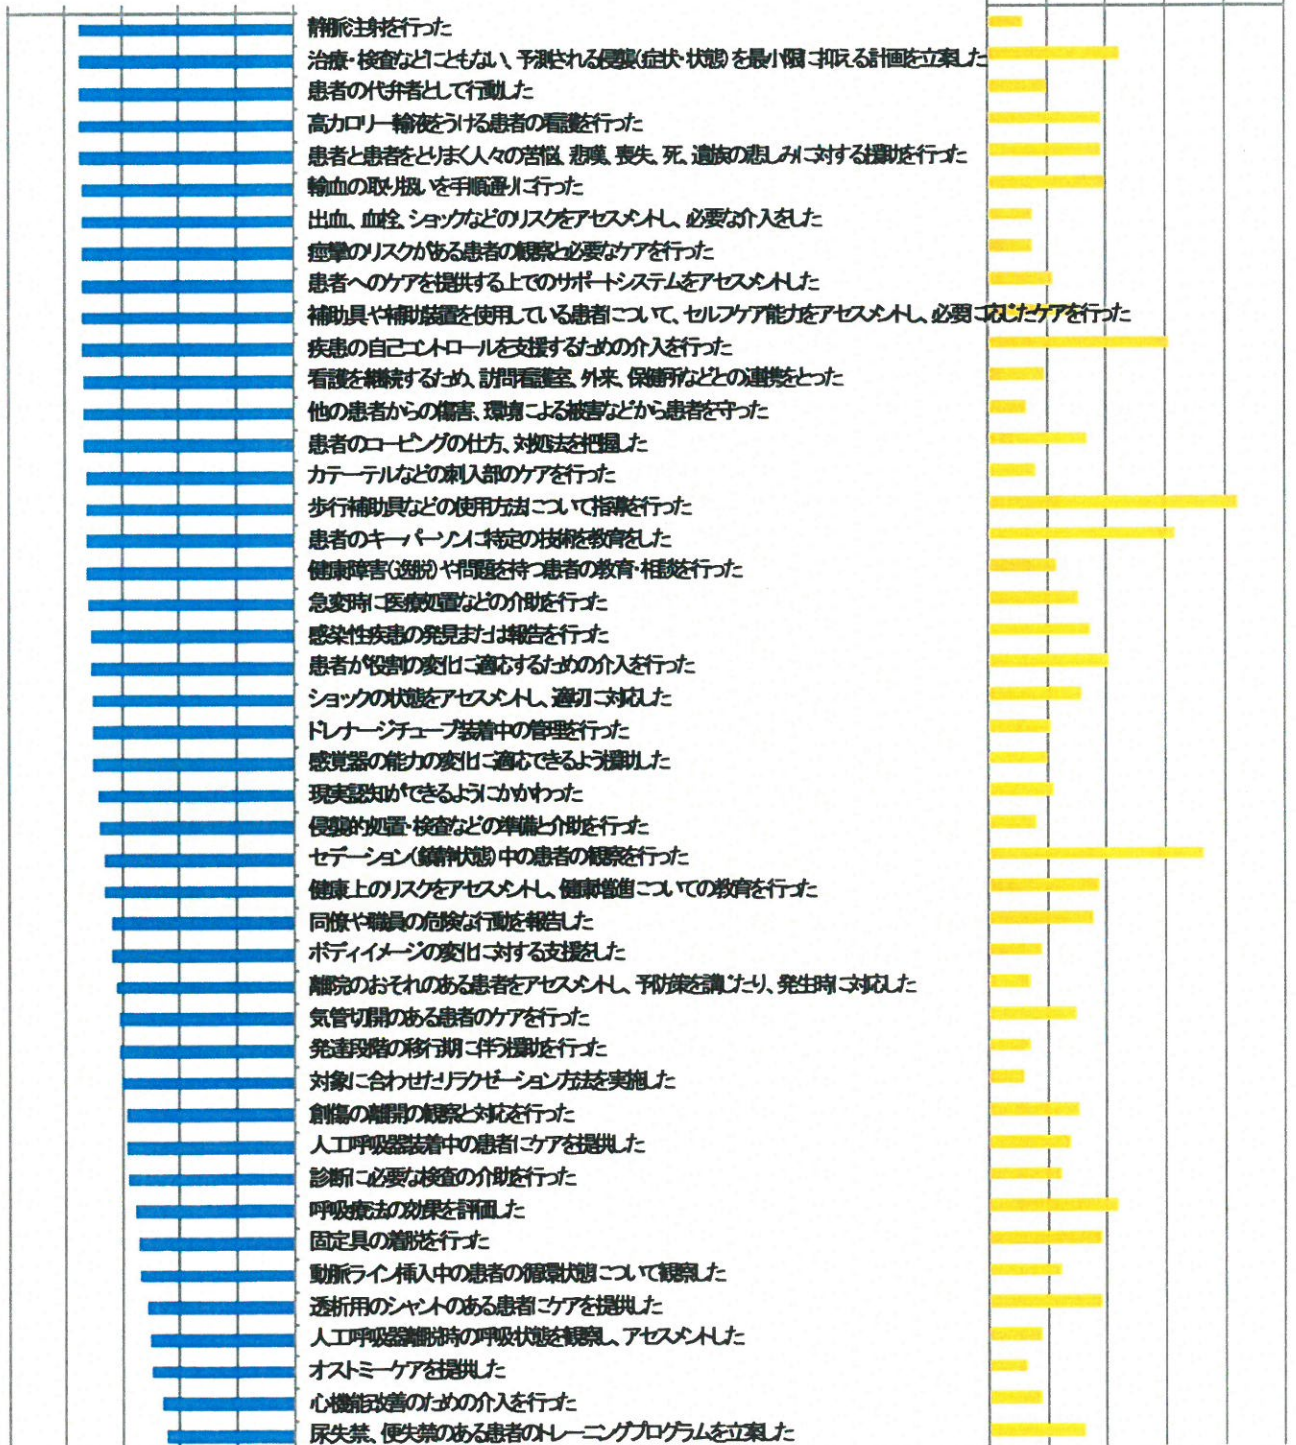 静脈注射を行った
治療・検査などにともない、予測される侵襲(症状・状態)を最小限に抑える計画を立案した
患者の代弁者として行動した
高カロリー輸液をうける患者の看護を行った
患者と患者をとりまく人々の苦悩、悲嘆、喪失、死、遺族の悲しみに対する援助を行った
輸血の取り扱いを手順通りに行った
出血、血栓、ショックなどのリスクをアセスメントし、必要な介入をした
痙攣のリスクがある患者の観察と必要なケアを行った
患者へのケアを提供する上でのサポートシステムをアセスメントした
補助具や補助装置を使用している患者について、セルフケア能力をアセスメントし、必要に応じたケアを行った
疾患の自己コントロールを支援するための介入を行った
看護を継続するため、訪問看護室、外来、保健所などとの連携をとった
他の患者からの傷害、環境による被害などから患者を守った
患者のコーピングの仕方、対処法を把握した
カテーテルなどの刺入部のケアを行った
歩行補助具などの使用方法について指導を行った
患者のキーパーソンに特定の技術を教育をした
健康障害(逸脱)や問題を持つ患者の教育・相談を行った
急変時に医療処置などの介助を行った
感染性疾患の発見または報告を行った
患者が役割の変化に適応するための介入を行った
ショックの状態をアセスメントし、適切に対応した
ドレナージチューブ装着中の管理を行った
感覚器の能力の変化に適応できるよう援助した
現実認知ができるようにかかわった
侵襲的処置・検査などの準備と介助を行った
セデーション(鎮静状態)中の患者の観察を行った
健康上のリスクをアセスメントし、健康増進についての教育を行った
同僚や職員の危険な行動を報告した
ボディイメージの変化に対する支援をした
離院のおそれのある患者をアセスメントし、予防策を講じたり、発生時に対応した
気管切開のある患者のケアを行った
発達段階の移行期に伴う援助を行った
対象に合わせたリラクゼーション方法を実施した
創傷の離開の観察と対応を行った
人工呼吸器装着中の患者にケアを提供した
診断に必要な検査の介助を行った
呼吸療法の効果を評価した
固定具の着脱を行った
動脈ライン挿入中の患者の循環状態について観察した
透析用のシャントのある患者にケアを提供した
人工呼吸器離脱時の呼吸状態を観察し、アセスメントした
オストミーケアを提供した
心機能改善のための介入を行った
尿失禁、便失禁のある患者のトレーニングプログラムを立案した